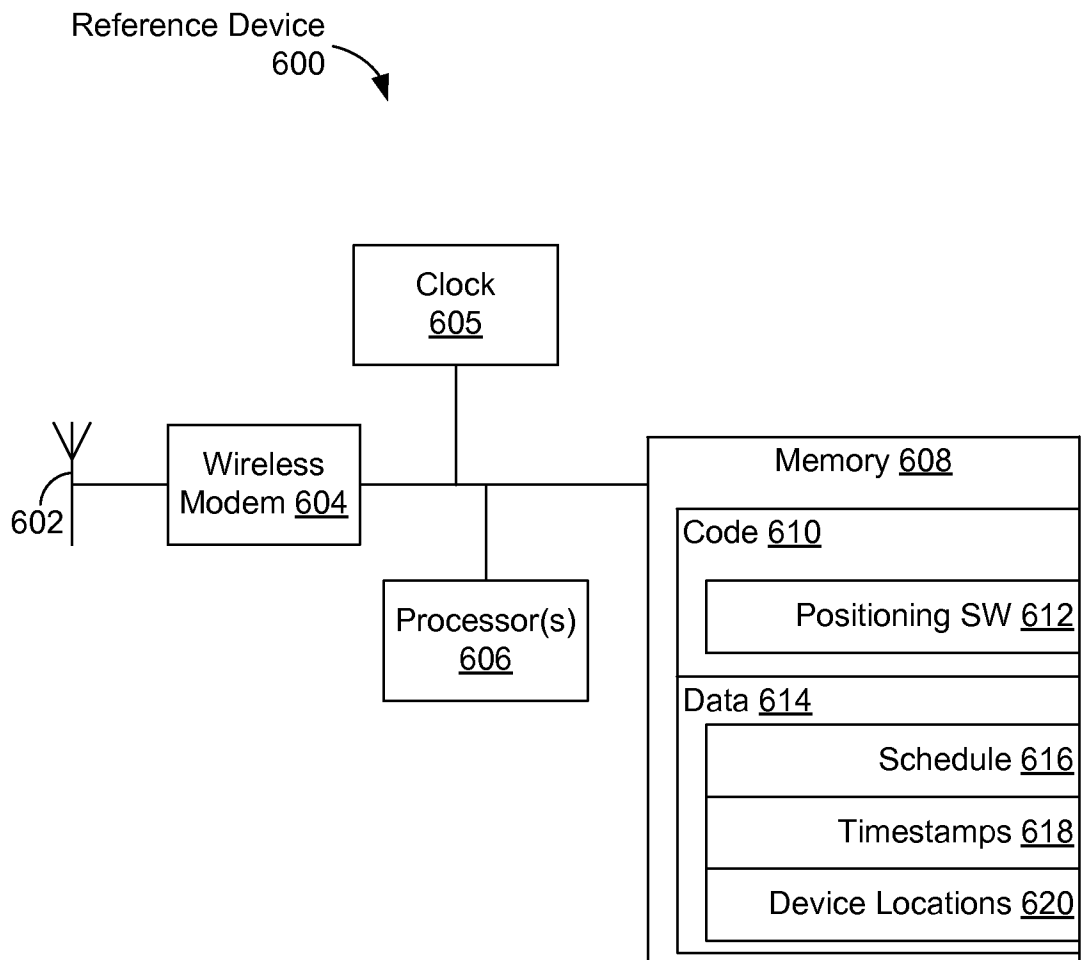 Reference Device
600
Clock
605
Wireless
Modem 604
602
Processor(s)
606
Memory 608
Code 610
Positioning SW 612
Data 614
Schedule 616
Timestamps 618
Device Locations 620